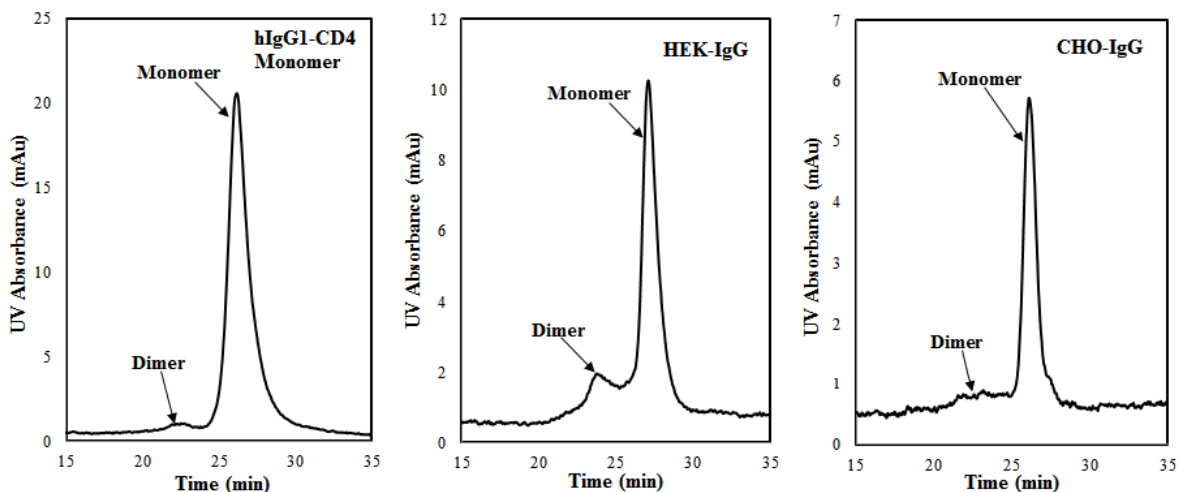 hIgG1-CD4
Monomer
Monomer
Dimer
UV Absorbance (mAu)
25
20
15
10
5
0
15 20 25 30 35
Time (min)
HEK-IgG
Monomer
Dimer
UV Absorbance (mAu)
12
10
8
6
4
2
0
15 20 25 30 35
Time (min)
CHO-IgG
Monomer
Dimer
UV Absorbance (mAu)
7
6
5
4
3
2
1
0
15 20 25 30 35
Time (min)